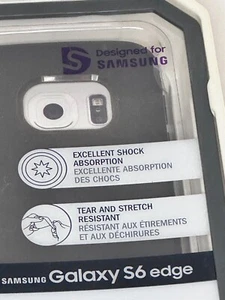 Designed for
SAMSUNG
EXCELLENT SHOCK
ABSORPTION
EXCELLENTE ABSORPTION
DES CHOCS
TEAR AND STRETCH
RESISTANT
RÉSISTANT AUX ÉTIREMENTS
ET AUX DÉCHIRURES
SAMSUNG Galaxy S6 edge